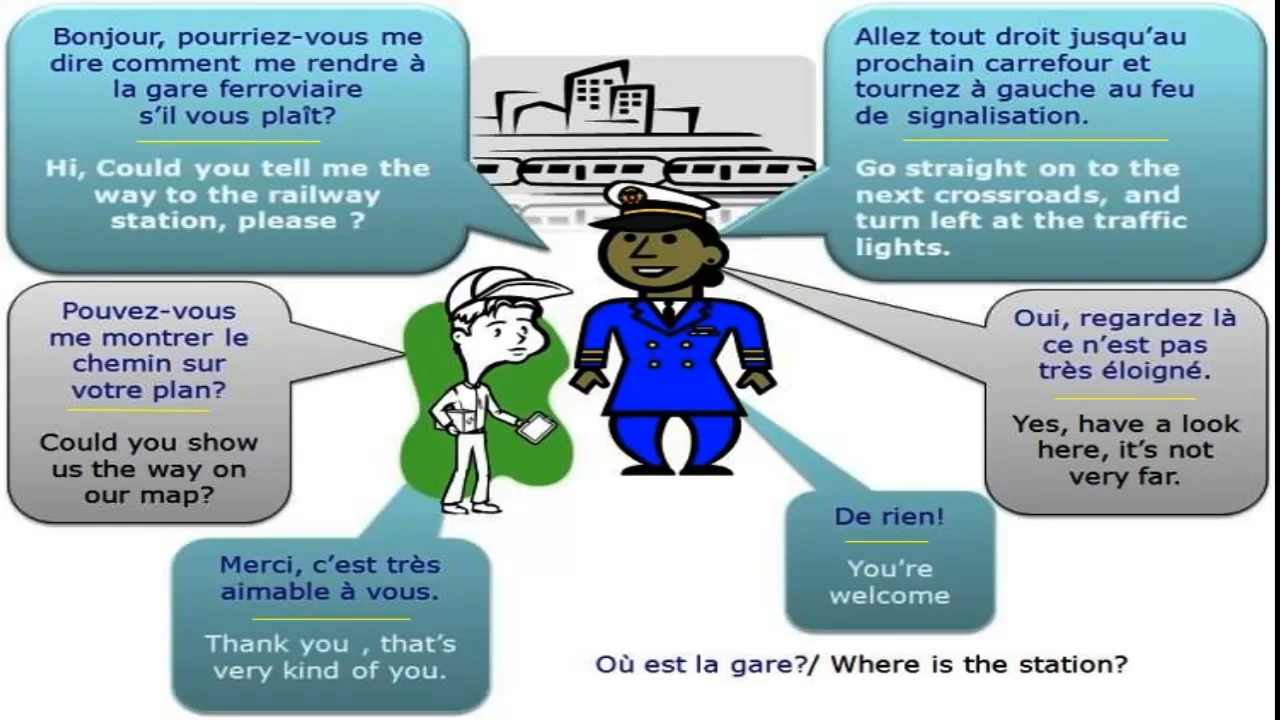 Bonjour, pourriez-vous me
dire comment me rendre à
la gare ferroviaire
s'il vous plaît?
Hi, Could you tell me the
way to the railway
station, please ?
Allez tout droit jusqu'au
prochain carrefour et
tournez à gauche au feu
de signalisation.
Go straight on to the
next crossroads, and
turn left at the traffic
lights.
Pouvez-vous
me montrer le
chemin sur
votre plan?
Could you show
us the way on
our map?
Oui, regardez là
ce n'est pas
très éloigné.
Yes, have a look
here, it's not
very far.
Merci, c'est très
aimable à vous.
Thank you , that's
very kind of you.
De rien!
You're
welcome
Où est la gare?/ Where is the station?